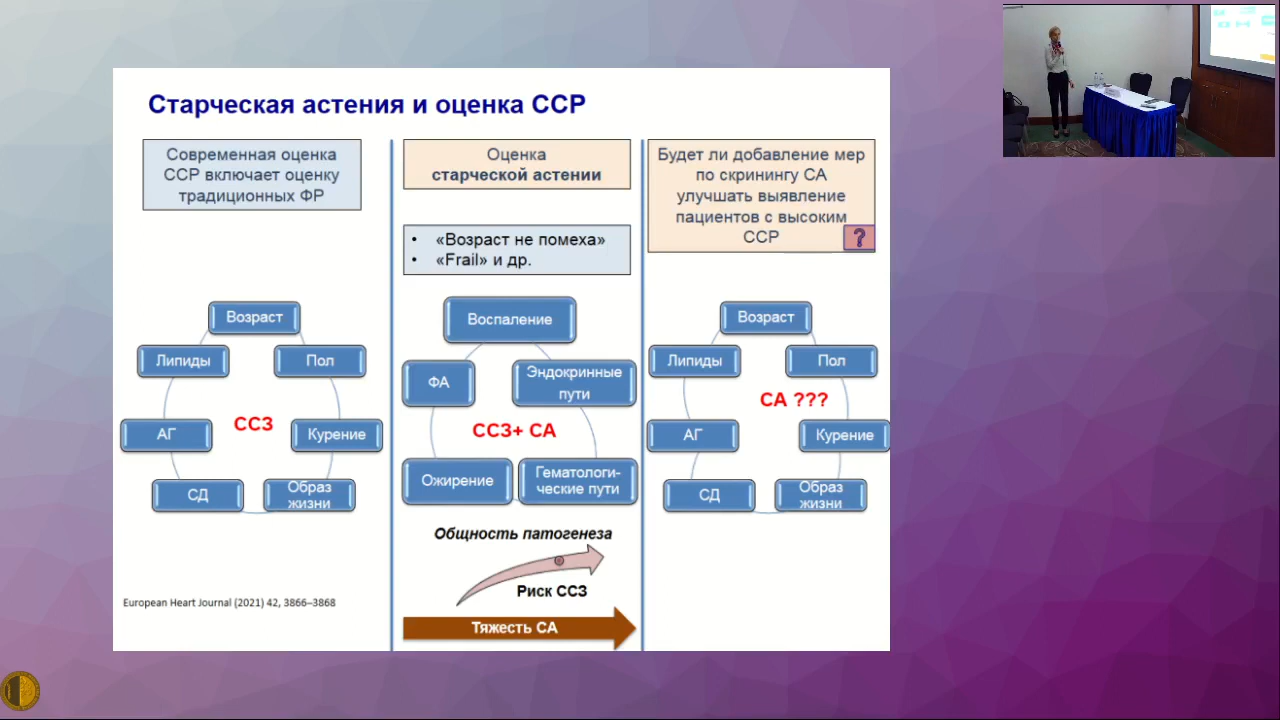 Старческая астения и оценка ССР
Современная оценка
ССР включает оценку
традиционных ФР
Возраст
Липиды
Пол
ССЗ
АГ
Курение
СД
Образ
жизни
European Heart Journal (2021) 42, 3866–3868
Оценка
старческой астении
• «Возраст не помеха»
• «Frail» и др.
Воспаление
ФА
Эндокринные
пути
ССЗ+ СА
Ожирение
Гематологи-
ческие пути
Общность патогенеза
Риск ССЗ
Тяжесть СА
Будет ли добавление мер
по скринингу СА
улучшать выявление
пациентов с высоким
ССР
?
Возраст
Липиды
Пол
СА ???
АГ
Курение
СД
Образ
жизни